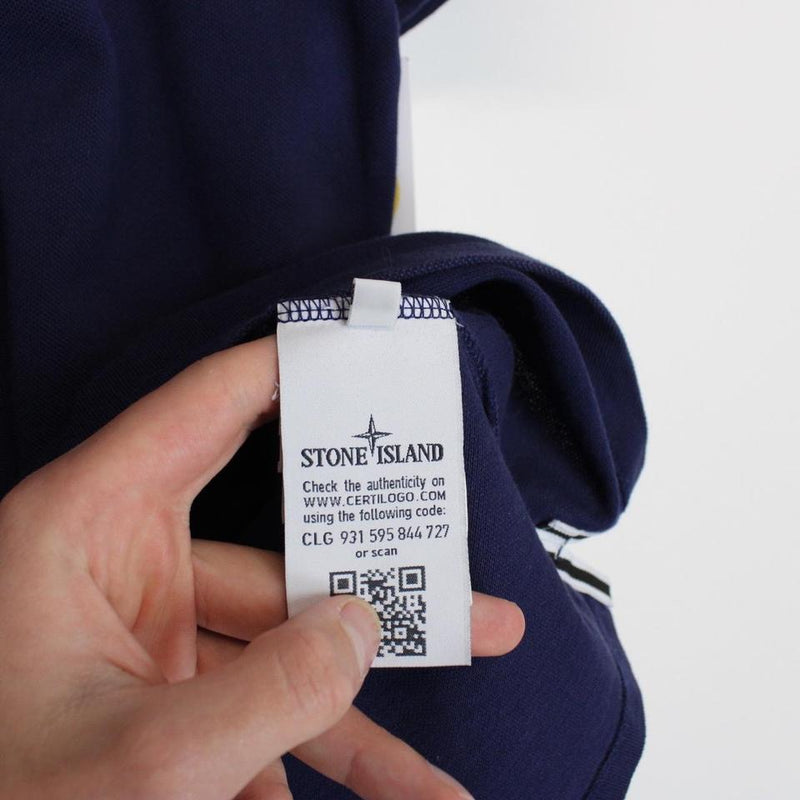 STONE ISLAND
Check the authenticity on
WWW.CERTILOGO.COM
using the following code:
CLG 931 595 844 727
or scan